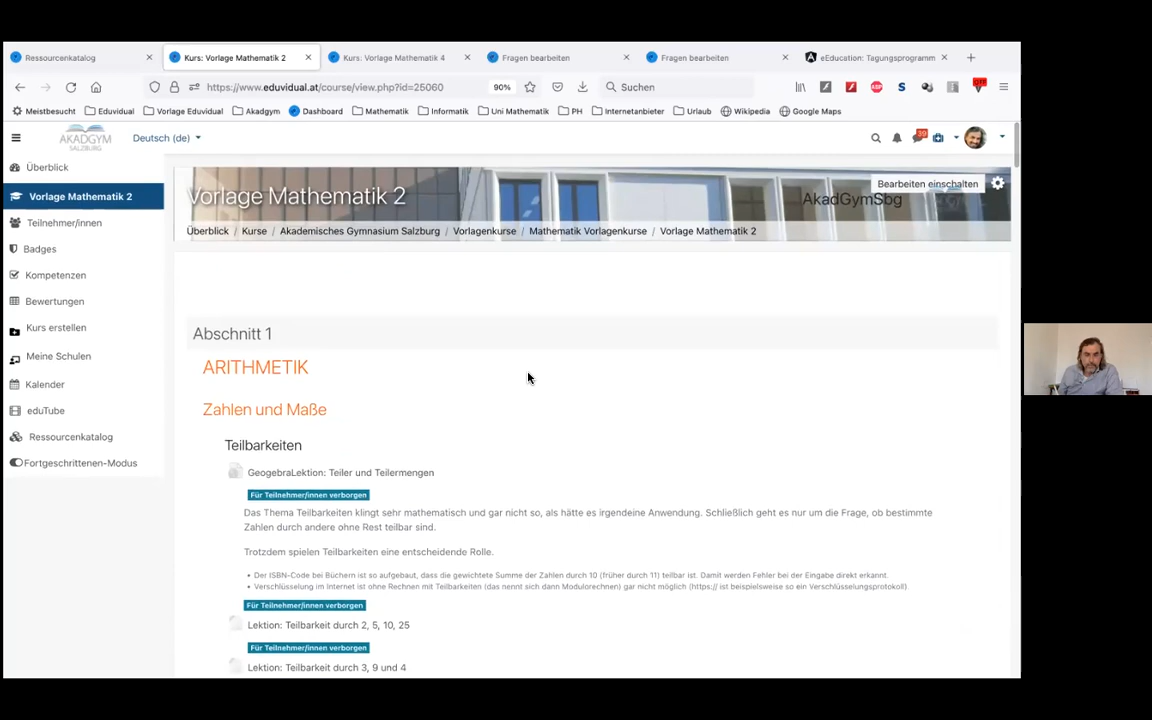 Ressourcenkatalog
Kurs: Vorlage Mathematik 2
Kurs: Vorlage Mathematik 4
Fragen bearbeiten
Fragen bearbeiten
eEducation: Tagungsprogramm
https://www.eduvidual.at/course/view.php?id=25060
90%
Suchen
Meistbesucht
Eduvidual
Vorlage Eduvidual
Akadgym
Dashboard
Mathematik
Informatik
Uni Mathematik
PH
Internetanbieter
Urlaub
Wikipedia
Google Maps
AKADGYM
SALZBURG
Deutsch (de)
Überblick
Vorlage Mathematik 2
Teilnehmer/innen
Badges
Kompetenzen
Bewertungen
Kurs erstellen
Meine Schulen
Kalender
eduTube
Ressourcenkatalog
Fortgeschrittenen-Modus
Vorlage Mathematik 2
Bearbeiten einschalten
AkadGymSbg
Überblick / Kurse / Akademisches Gymnasium Salzburg / Vorlagenkurse / Mathematik Vorlagenkurse / Vorlage Mathematik 2
Abschnitt 1
ARITHMETIK
Zahlen und Maße
Teilbarkeiten
GeogebraLektion: Teiler und Teilermengen
Für Teilnehmer/innen verborgen
Das Thema Teilbarkeiten klingt sehr mathematisch und gar nicht so, als hätte es irgendeine Anwendung. Schließlich geht es nur um die Frage, ob bestimmte
Zahlen durch andere ohne Rest teilbar sind.
Trotzdem spielen Teilbarkeiten eine entscheidende Rolle.
• Der ISBN-Code bei Büchern ist so aufgebaut, dass die gewichtete Summe der Zahlen durch 10 (früher durch 11) teilbar ist. Damit werden Fehler bei der Eingabe direkt erkannt.
• Verschlüsselung im Internet ist ohne Rechnen mit Teilbarkeiten (das nennt sich dann Modulorechnen) gar nicht möglich (https:// ist beispielsweise so ein Verschlüsselungsprotokoll).
Für Teilnehmer/innen verborgen
Lektion: Teilbarkeit durch 2, 5, 10, 25
Für Teilnehmer/innen verborgen
Lektion: Teilbarkeit durch 3, 9 und 4